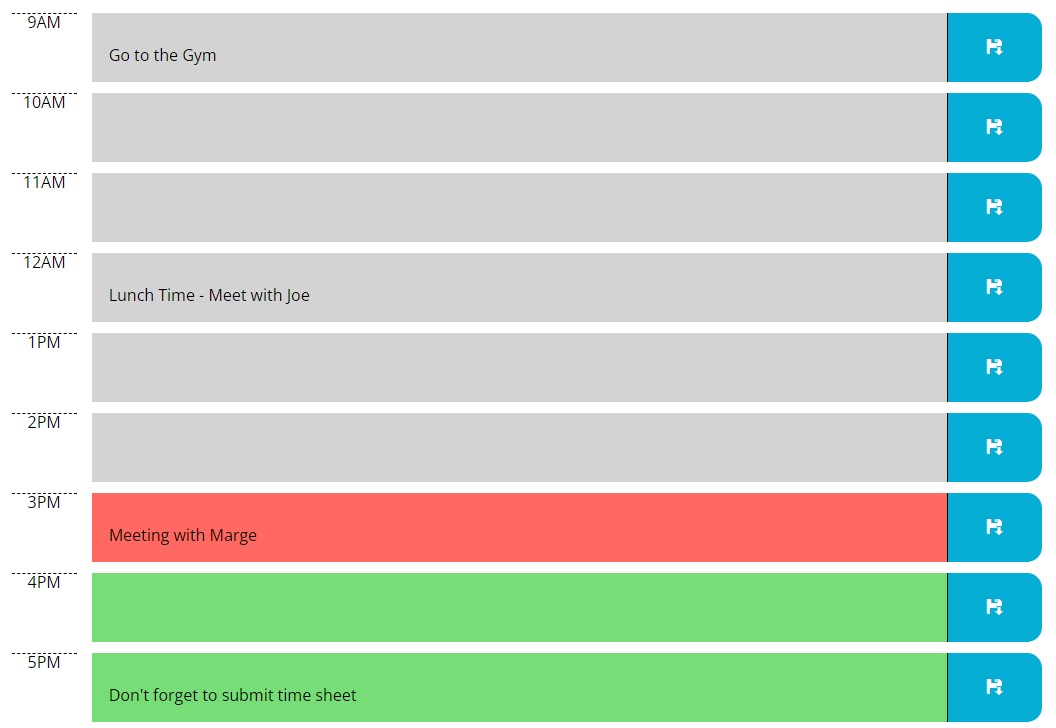 9AM
Go to the Gym
10AM
11AM
12AM
Lunch Time - Meet with Joe
1PM
2PM
3PM
Meeting with Marge
4PM
5PM
Don't forget to submit time sheet